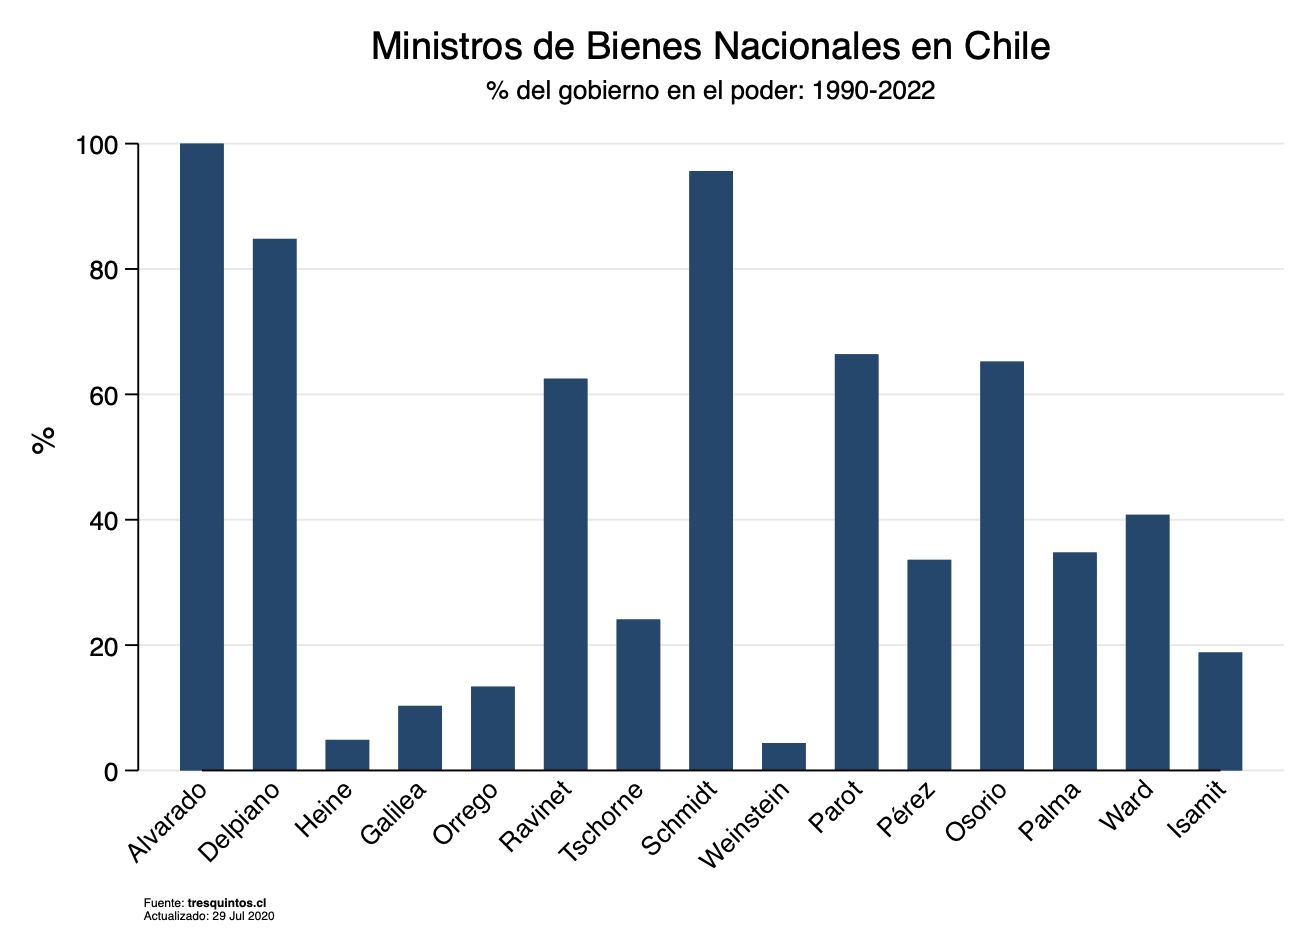 Ministros de Bienes Nacionales en Chile
% del gobierno en el poder: 1990-2022
100
80
60
40
20
0
%
Alvarado
Delpiano
Heine
Galilea
Orrego
Ravinet
Tschorne
Schmidt
Weinstein
Parot
Pérez
Osorio
Palma
Ward
Isamit
Fuente: tresquintos.cl
Actualizado: 29 Jul 2020